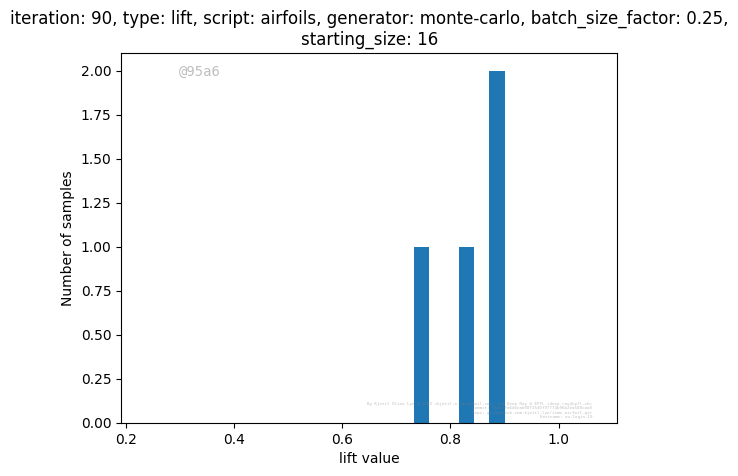 iteration: 90, type: lift, script: airfoils, generator: monte-carlo, batch_size_factor: 0.25,
starting_size: 16
@95a6
2.00
1.75
1.50
1.25
1.00
0.75
0.50
0.25
0.00
Number of samples
0.2
0.4
0.6
0.8
1.0
lift value